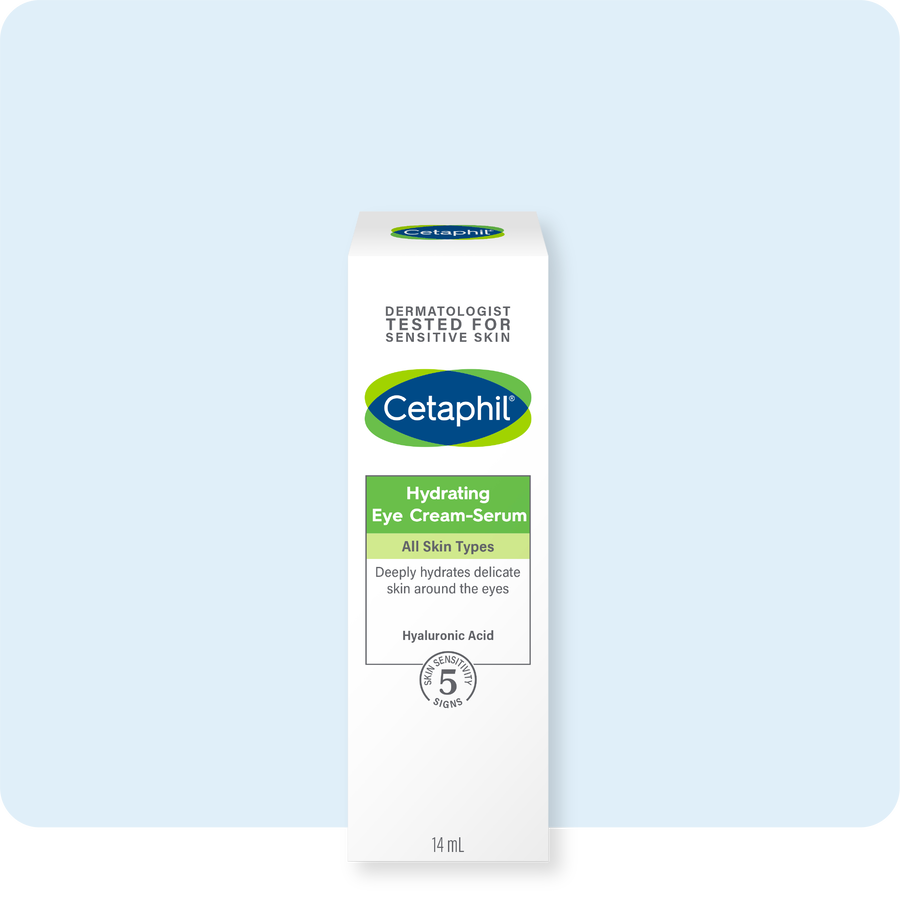 Cetaphil®
DERMATOLOGIST
TESTED FOR
SENSITIVE SKIN
Cetaphil®
Hydrating
Eye Cream-Serum
All Skin Types
Deeply hydrates delicate
skin around the eyes
Hyaluronic Acid
SKIN SENSITIVITY
5
SIGNS
14 mL